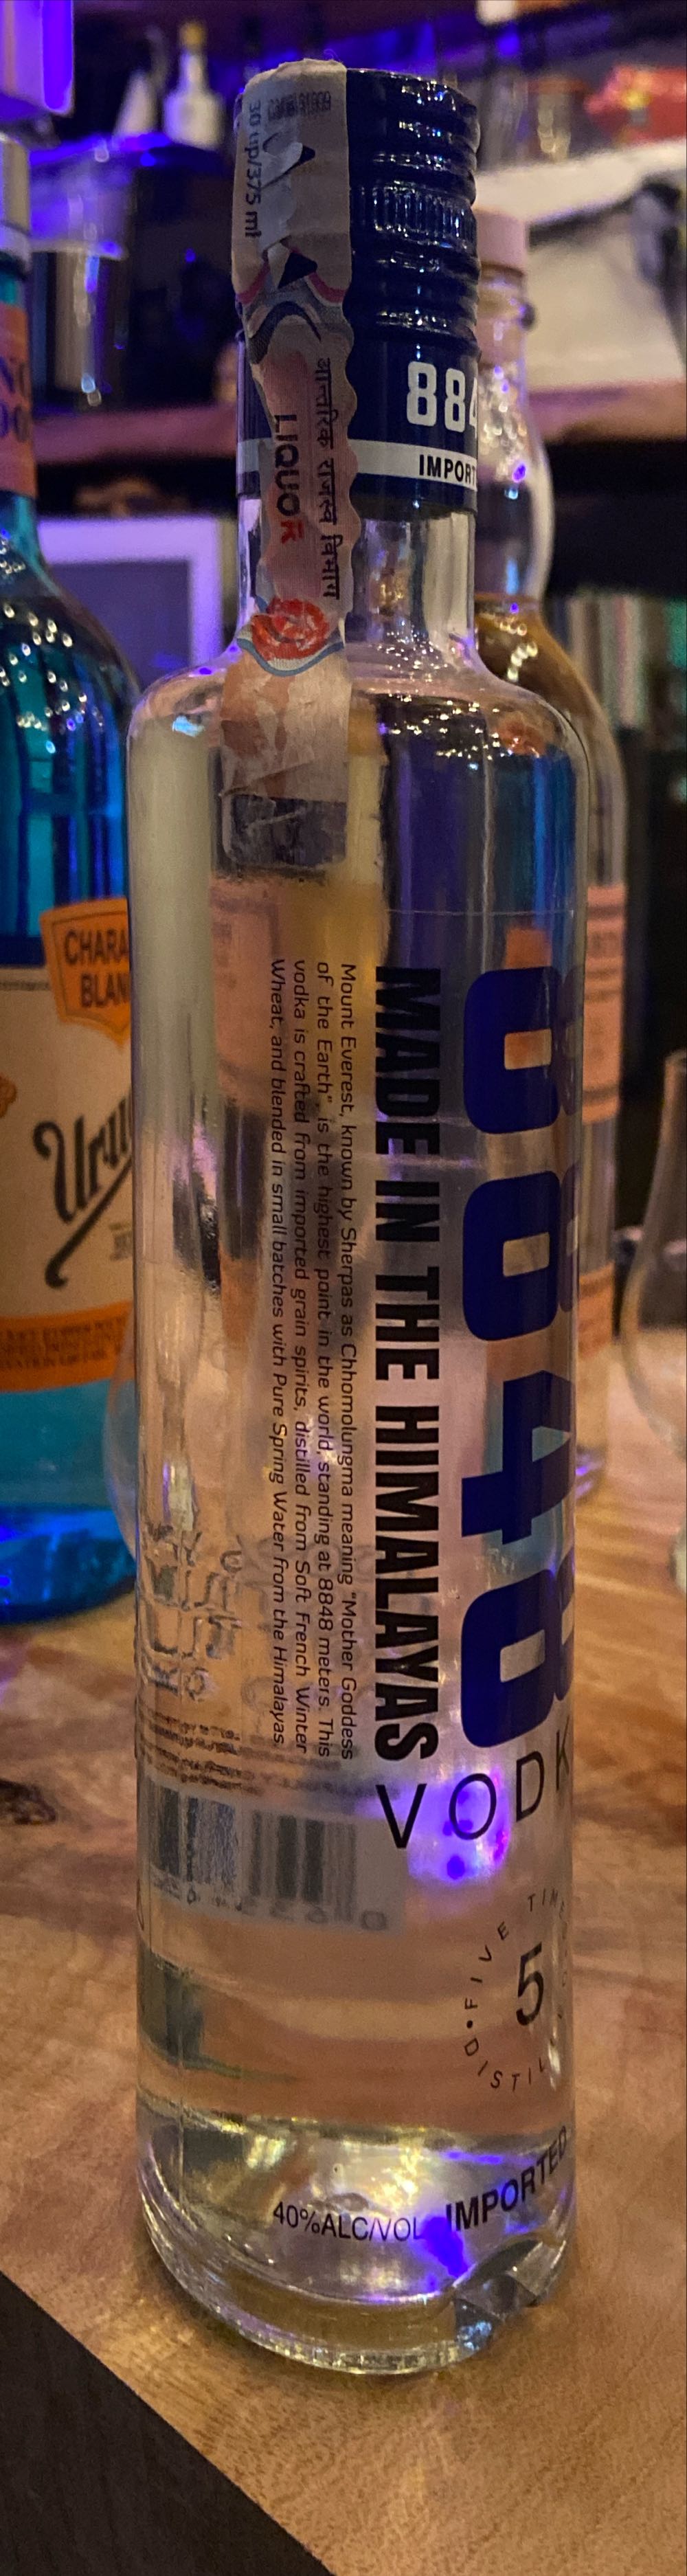 30 up/375 ml
आन्तरिक राजस्व विभाग
LIQUOR
884
IMPORT
8848
MADE IN THE HIMALAYAS
Mount Everest, known by Sherpas as Chhomolungma meaning "Mother Goddess
of the Earth", is the highest point in the world, standing at 8848 meters. This
vodka is crafted from imported grain spirits, distilled from Soft French Winter
Wheat, and blended in small batches with Pure Spring Water from the Himalayas
VODK
FIVE TIM
5
DISTIL
40%ALC/VOL IMPORTED
CHARA
BLAN
Uru